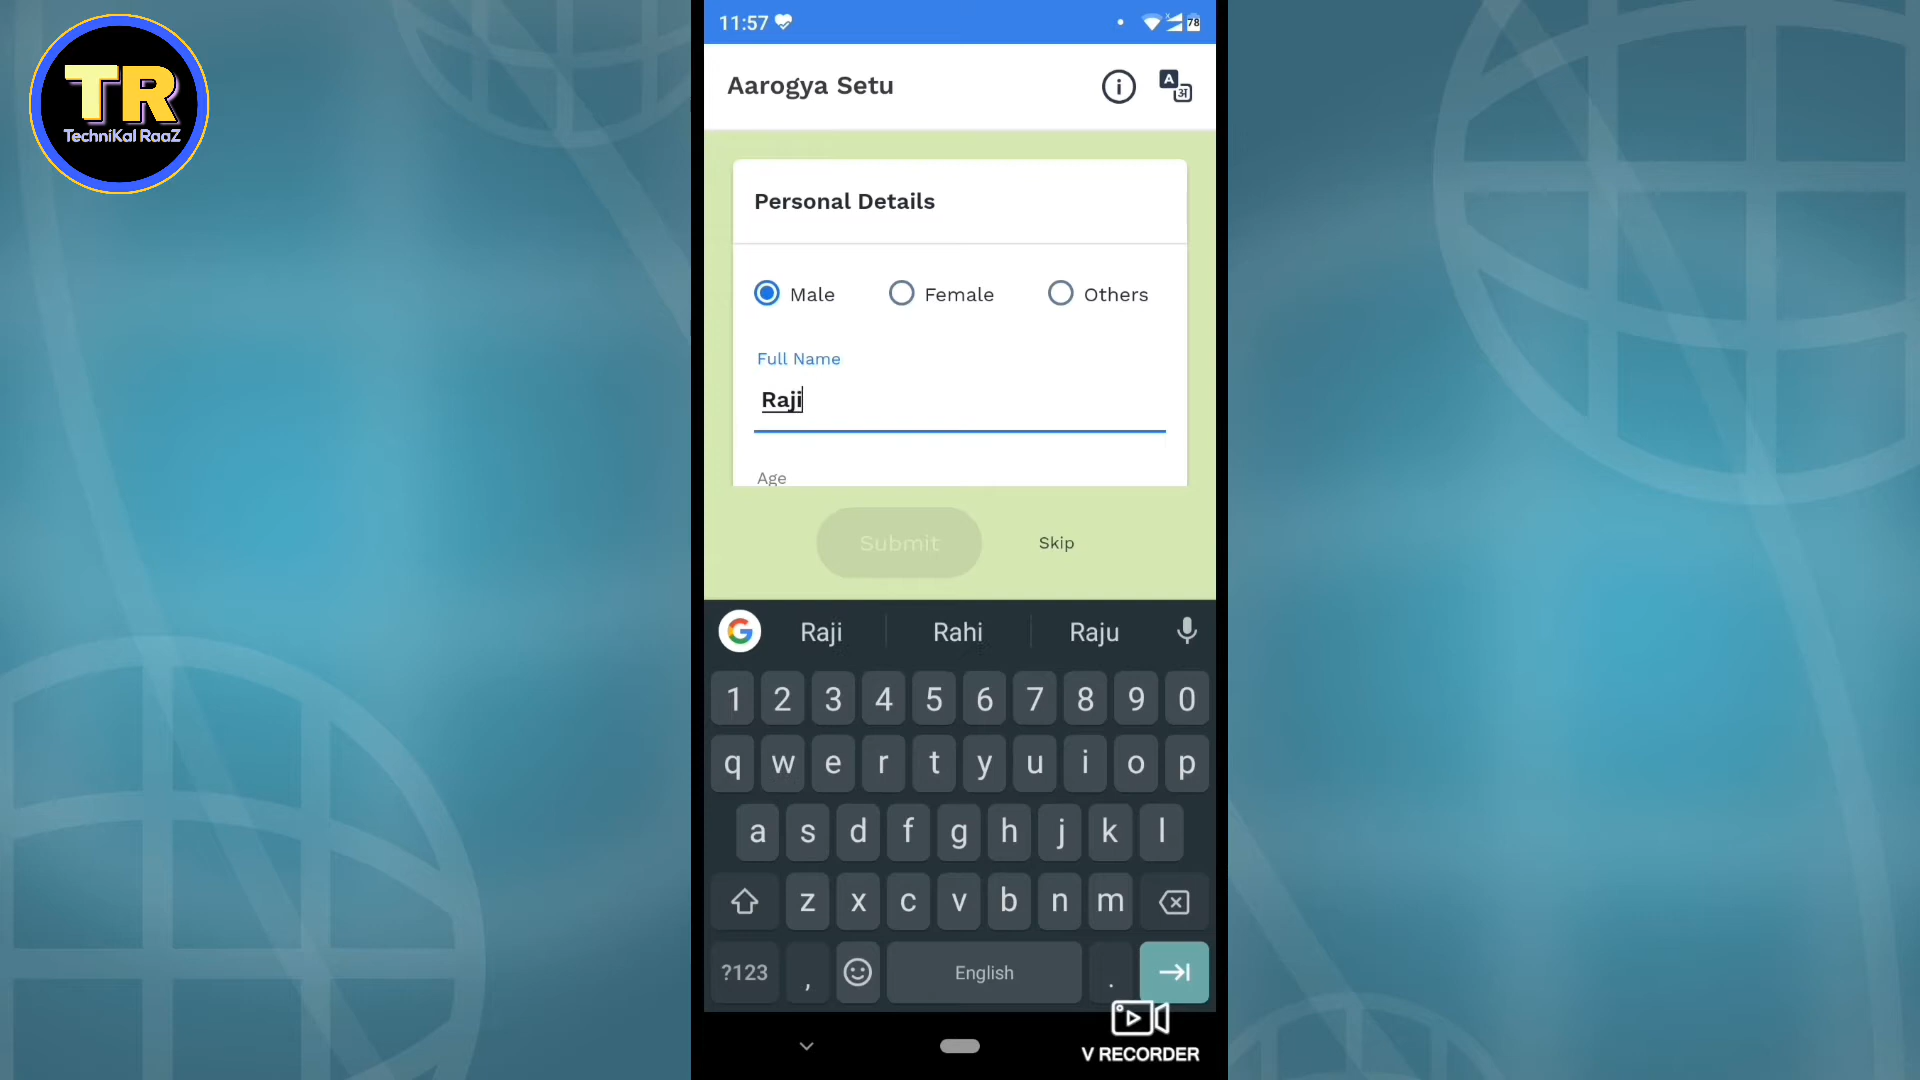 TR
TechniKal RaaZ
11:57
78
Aarogya Setu
A
अ
Personal Details
Male Female Others
Full Name
Raji
Age
Submit Skip
G Raji Rahi Raju
1 2 3 4 5 6 7 8 9 0
q w e r t y u i o p
a s d f g h j k l
z x c v b n m
?123 , English .
V RECORDER